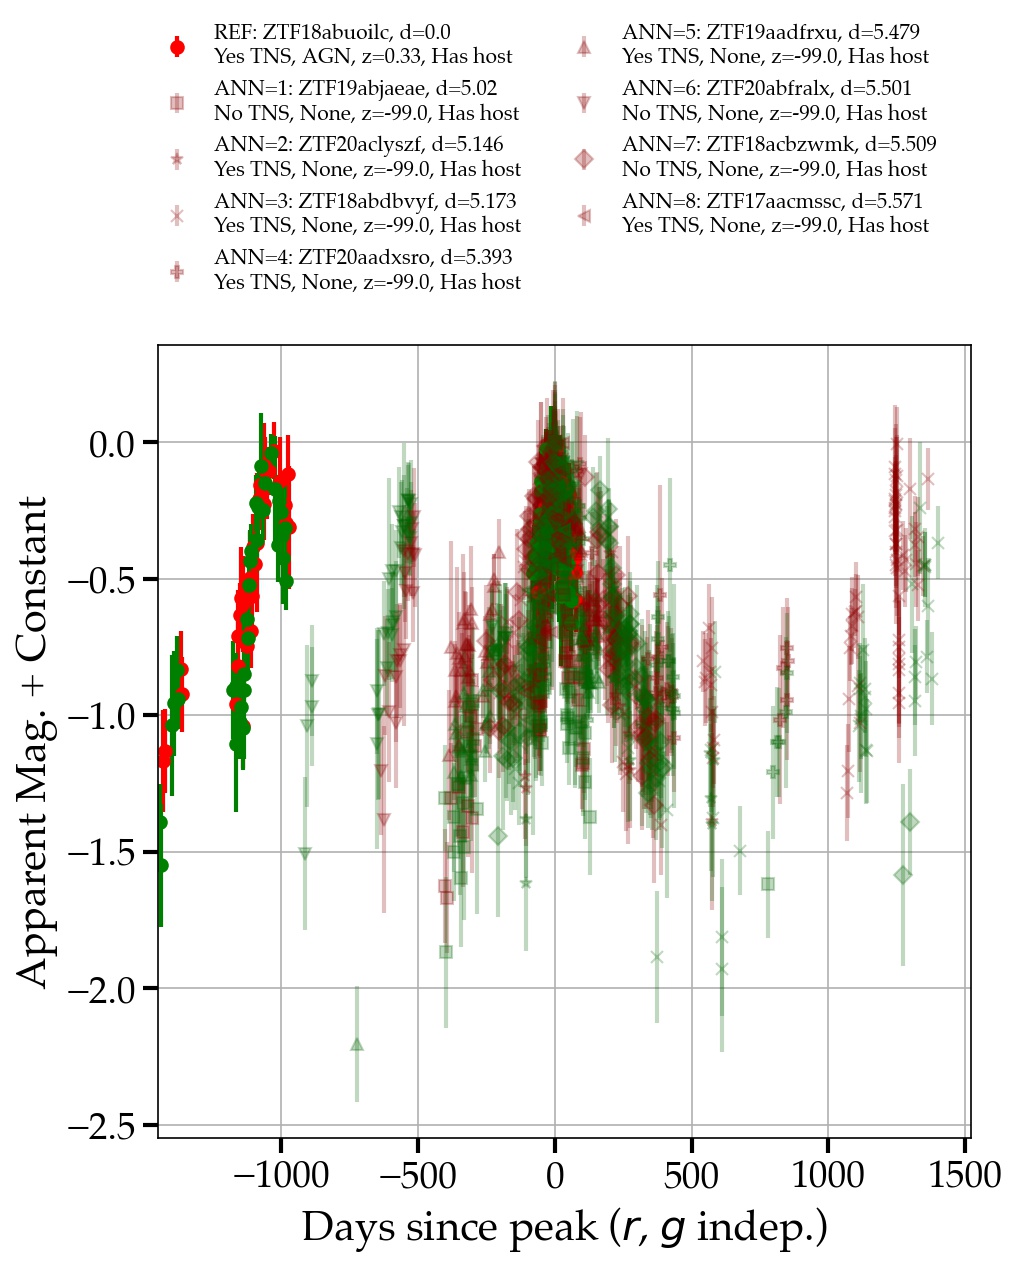 REF: ZTF18abuoilc, d=0.0
Yes TNS, AGN, z=0.33, Has host
ANN=1: ZTF19abjaeae, d=5.02
No TNS, None, z=-99.0, Has host
ANN=2: ZTF20aclyszf, d=5.146
Yes TNS, None, z=-99.0, Has host
ANN=3: ZTF18abdbvyf, d=5.173
Yes TNS, None, z=-99.0, Has host
ANN=4: ZTF20aadxsro, d=5.393
Yes TNS, None, z=-99.0, Has host
ANN=5: ZTF19aadfrxu, d=5.479
Yes TNS, None, z=-99.0, Has host
ANN=6: ZTF20abfralx, d=5.501
No TNS, None, z=-99.0, Has host
ANN=7: ZTF18acbzwmk, d=5.509
No TNS, None, z=-99.0, Has host
ANN=8: ZTF17aacmssc, d=5.571
Yes TNS, None, z=-99.0, Has host
Apparent Mag. + Constant
0.0
−0.5
−1.0
−1.5
−2.0
−2.5
−1000 −500 0 500 1000 1500
Days since peak (r, g indep.)